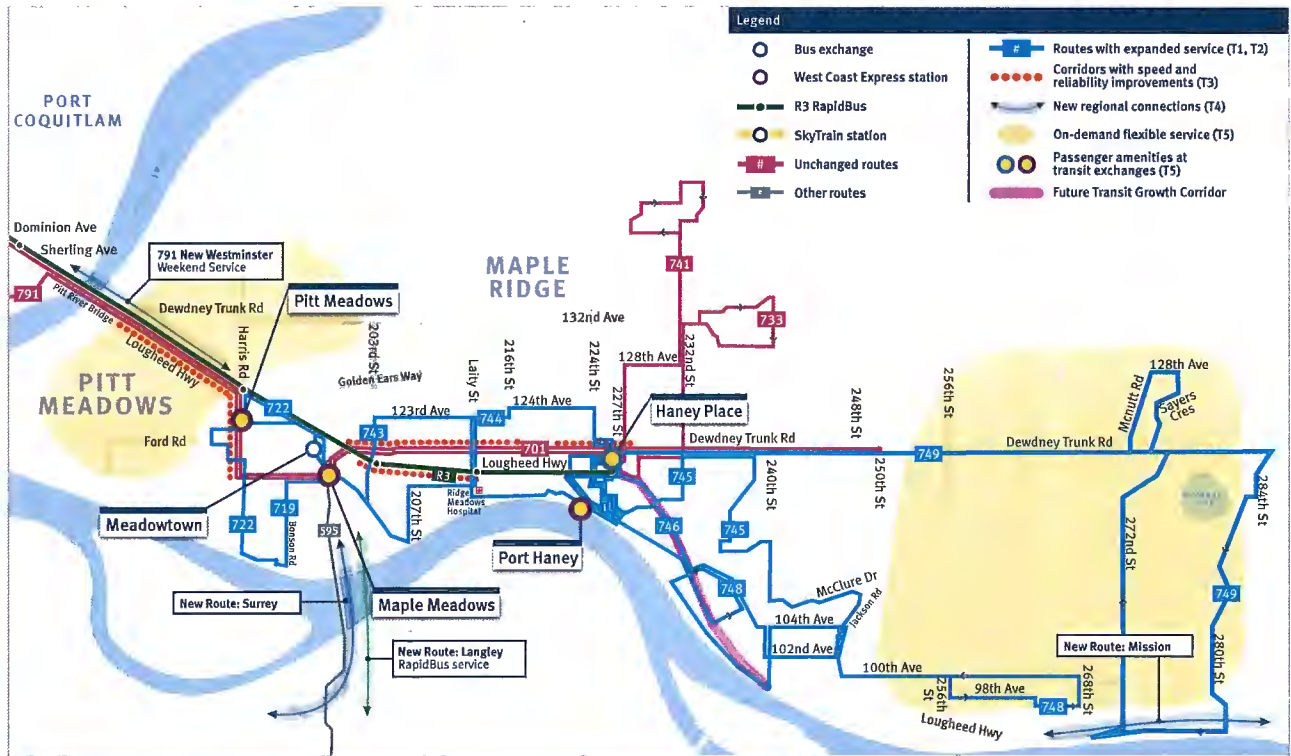 Legend
Bus exchange
West Coast Express station
R3 RapidBus
SkyTrain station
# Unchanged routes
Other routes
# Routes with expanded service (T1, T2)
Corridors with speed and
reliability improvements (T3)
New regional connections (T4)
On-demand flexible service (T5)
Passenger amenities at
transit exchanges (T5)
Future Transit Growth Corridor
PORT
COQUITLAM
Dominion Ave
Sherling Ave
791 New Westminster
Weekend Service
791
Pitt River Bridge
Dewdney Trunk Rd
Lougheed Hwy
Pitt Meadows
Harris Rd
PITT
MEADOWS
Ford Rd
722
203rd St
Golden Ears Way
MAPLE
RIDGE
132nd Ave
741
733
128th Ave
232nd St
Laity St
216th St
224th St
227th St
123rd Ave
124th Ave
743
744
701
Haney Place
Dewdney Trunk Rd
248th St
256th St
749
Dewdney Trunk Rd
Mcnutt Rd
128th Ave
Sayers
Cres
Lougheed Hwy
R3
Ridge
Meadows
Hospital
207th St
745
240th St
250th St
284th St
Meadowtown
722
719
Bonson Rd
595
746
745
272nd St
Port Haney
Maple Meadows
New Route: Surrey
New Route: Langley
RapidBus service
748
McClure Dr
Jackson Rd
104th Ave
102nd Ave
100th Ave
256th
St
98th Ave
748
268th St
Lougheed Hwy
New Route: Mission
749
280th St